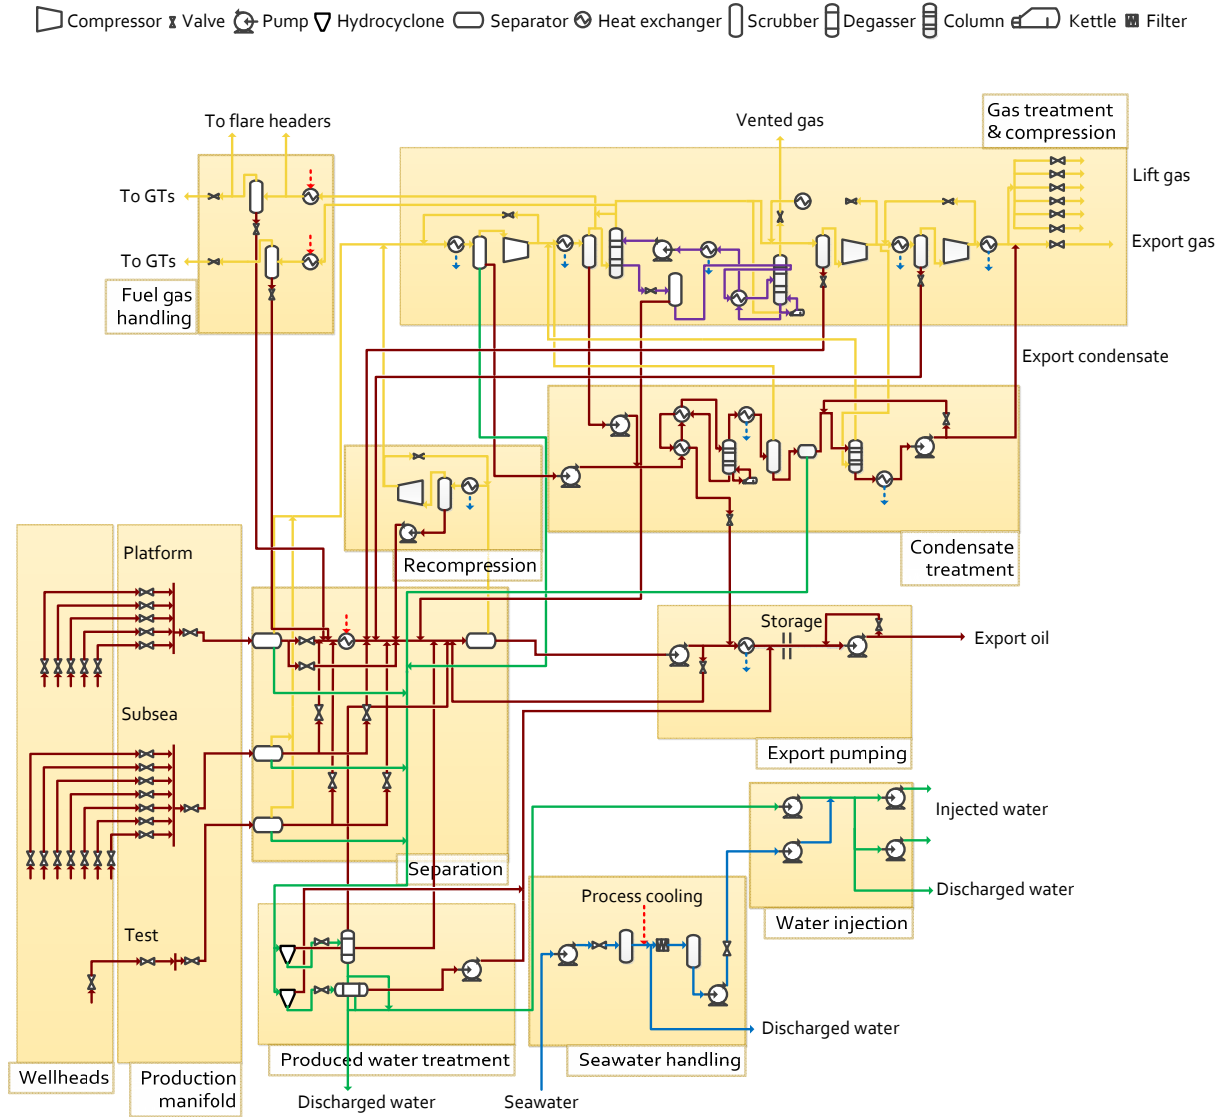 Compressor Valve Pump Hydrocyclone Separator Heat exchanger Scrubber Degasser Column Kettle Filter
Gas treatment
& compression
To flare headers
Vented gas
To GTs
Lift gas
Export gas
To GTs
Fuel gas
handling
Export condensate
Condensate
treatment
Recompression
Platform
Storage
Export oil
Subsea
Export pumping
Injected water
Separation
Discharged water
Process cooling
Water injection
Test
Discharged water
Produced water treatment
Seawater handling
Wellheads
Production
manifold
Discharged water
Seawater